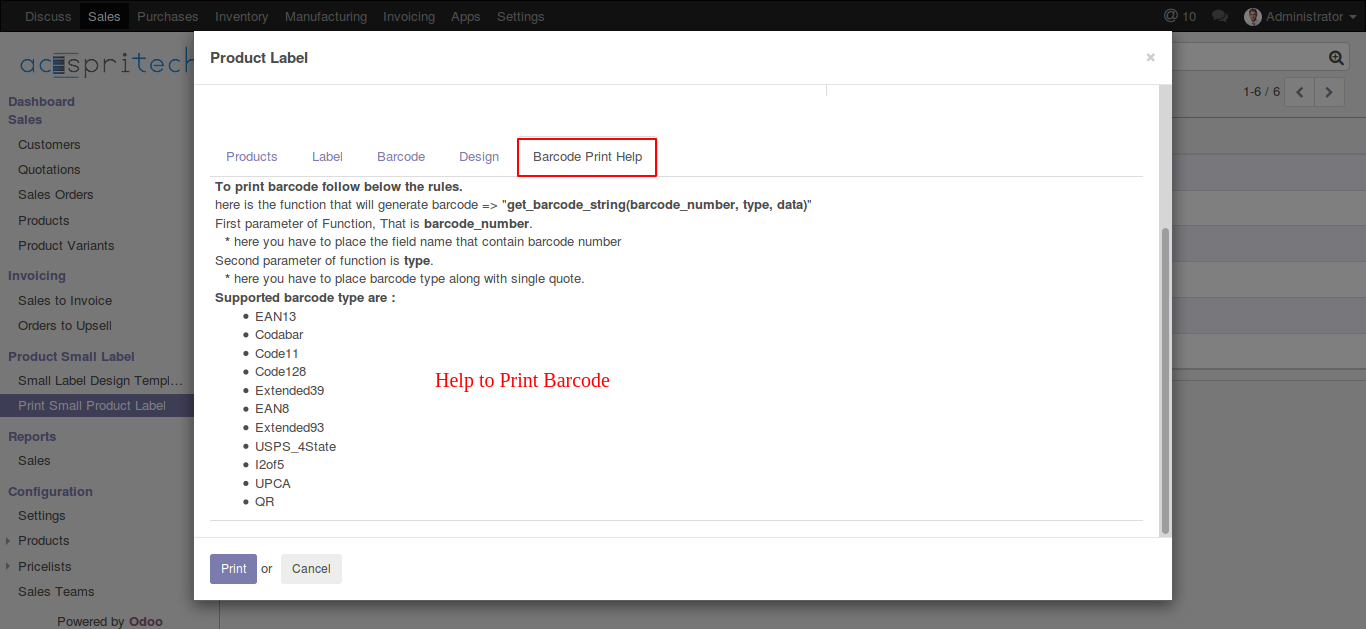 Discuss Sales Purchases Inventory Manufacturing Invoicing Apps Settings @ 10 Administrator
Product Label ×
acespritech
1-6 / 6
Dashboard
Sales
Customers
Quotations
Sales Orders
Products
Product Variants
Invoicing
Sales to Invoice
Orders to Upsell
Product Small Label
Small Label Design Templ…
Print Small Product Label
Reports
Sales
Configuration
Settings
Products
Pricelists
Sales Teams
Powered by Odoo
Products Label Barcode Design Barcode Print Help
To print barcode follow below the rules.
here is the function that will generate barcode => "get_barcode_string(barcode_number, type, data)"
First parameter of Function, That is barcode_number.
* here you have to place the field name that contain barcode number
Second parameter of function is type.
* here you have to place barcode type along with single quote.
Supported barcode type are :
• EAN13
• Codabar
• Code11
• Code128
• Extended39
• EAN8
• Extended93
• USPS_4State
• I2of5
• UPCA
• QR
Help to Print Barcode
Print or Cancel